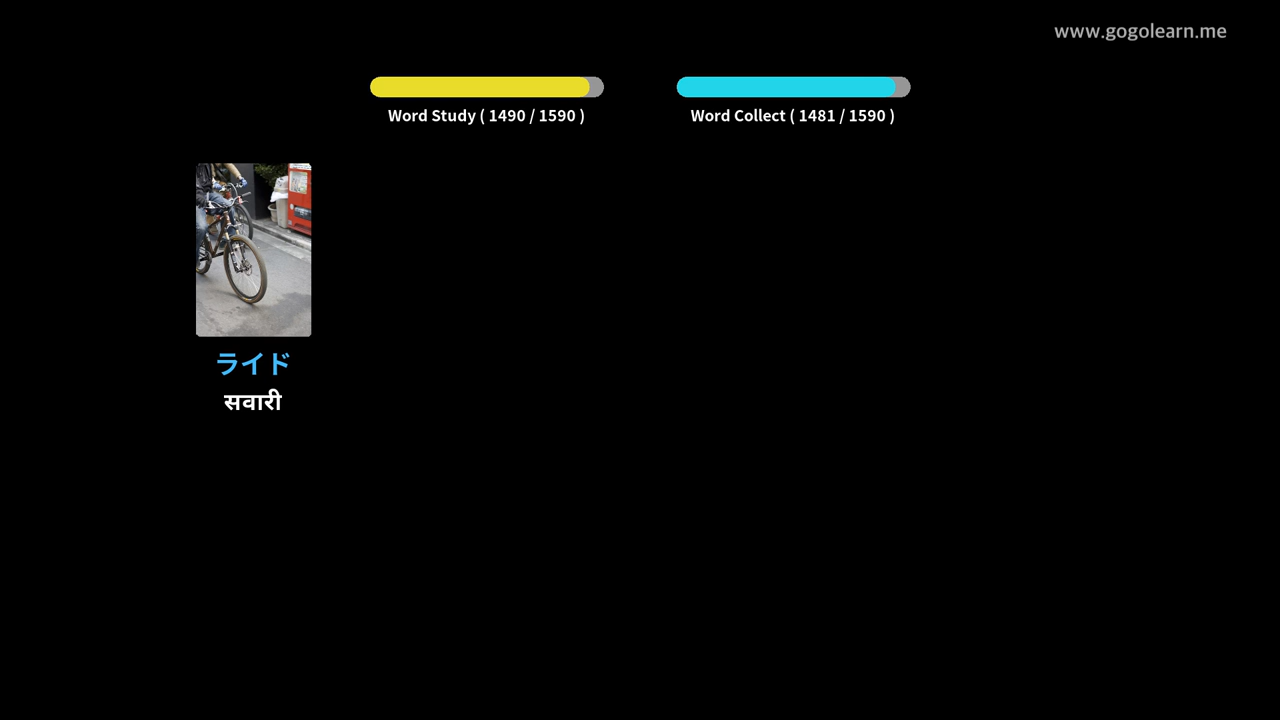 www.gogolearn.me
Word Study ( 1490 / 1590 )
Word Collect ( 1481 / 1590 )
ライド
सवारी